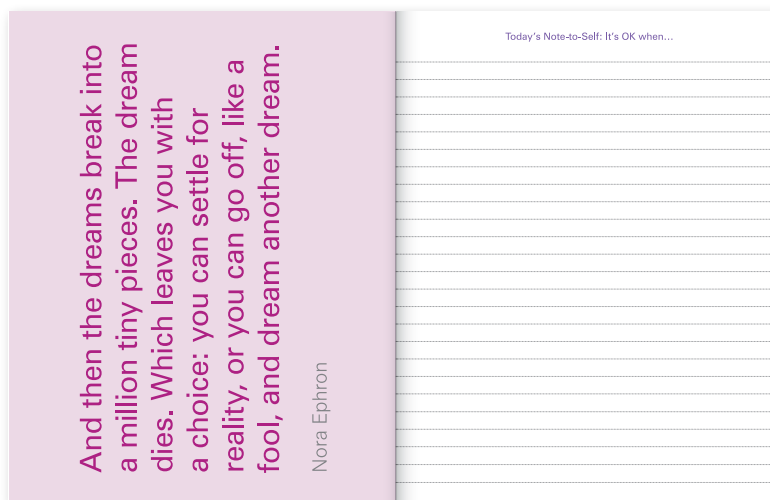 And then the dreams break into
a million tiny pieces. The dream
dies. Which leaves you with
a choice: you can settle for
reality, or you can go off, like a
fool, and dream another dream.
Nora Ephron
Today's Note-to-Self: It's OK when...